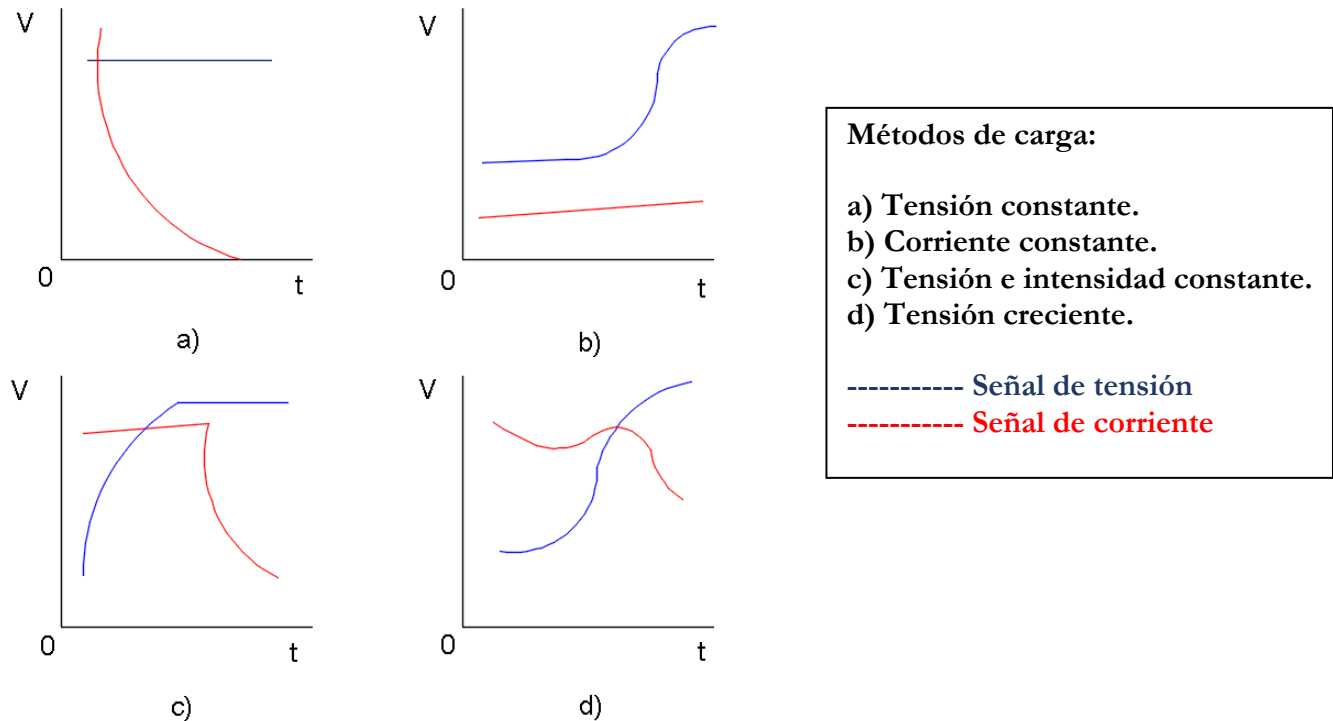 V
0
t
a)
V
0
t
b)
V
0
t
c)
V
0
t
d)
Métodos de carga:
a) Tensión constante.
b) Corriente constante.
c) Tensión e intensidad constante.
d) Tensión creciente.
----------- Señal de tensión
----------- Señal de corriente